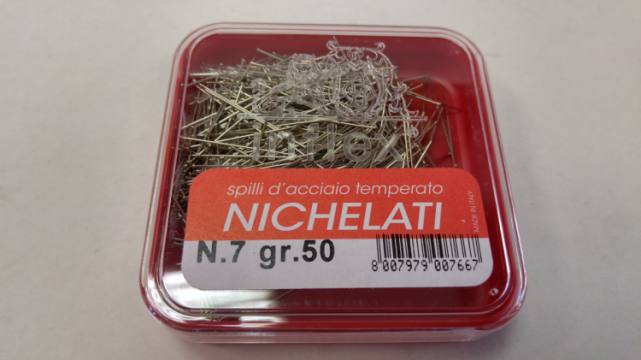 spilli d'acciaio temperato
NICHELATI
MADE IN ITALY
N.7 gr.50
8 007979 007667